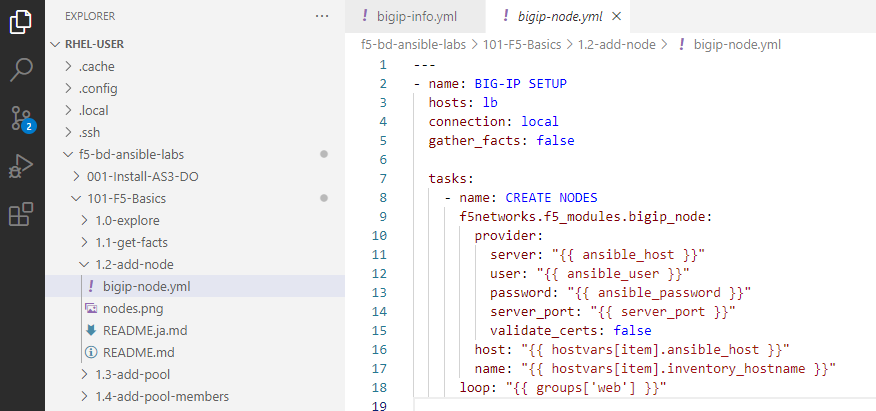 EXPLORER
···
RHEL-USER
.cache
.config
.local
.ssh
f5-bd-ansible-labs
001-Install-AS3-DO
101-F5-Basics
1.0-explore
1.1-get-facts
1.2-add-node
! bigip-node.yml
nodes.png
README.ja.md
README.md
1.3-add-pool
1.4-add-pool-members
2
! bigip-info.yml
! bigip-node.yml ×
f5-bd-ansible-labs > 101-F5-Basics > 1.2-add-node > ! bigip-node.yml
1 ---
2 - name: BIG-IP SETUP
3 hosts: lb
4 connection: local
5 gather_facts: false
6
7 tasks:
8 - name: CREATE NODES
9 f5networks.f5_modules.bigip_node:
10 provider:
11 server: "{{ ansible_host }}"
12 user: "{{ ansible_user }}"
13 password: "{{ ansible_password }}"
14 server_port: "{{ server_port }}"
15 validate_certs: false
16 host: "{{ hostvars[item].ansible_host }}"
17 name: "{{ hostvars[item].inventory_hostname }}"
18 loop: "{{ groups['web'] }}"
19